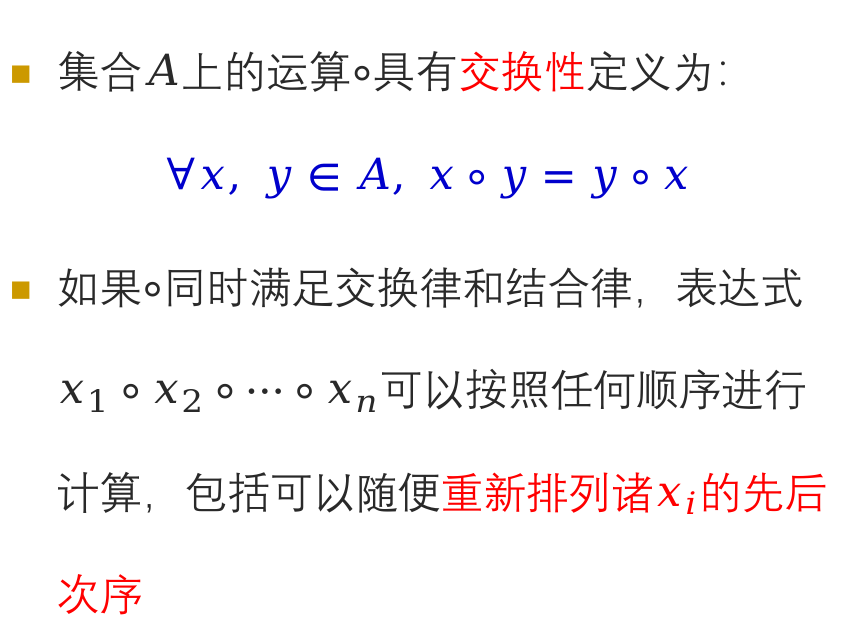 集合𝐴上的运算∘具有交换性定义为：
∀𝑥, 𝑦 ∈ 𝐴, 𝑥 ∘ 𝑦 = 𝑦 ∘ 𝑥
如果∘同时满足交换律和结合律，表达式
𝑥₁ ∘ 𝑥₂ ∘ ⋯ ∘ 𝑥ₙ可以按照任何顺序进行
计算，包括可以随便重新排列诸𝑥ᵢ的先后
次序